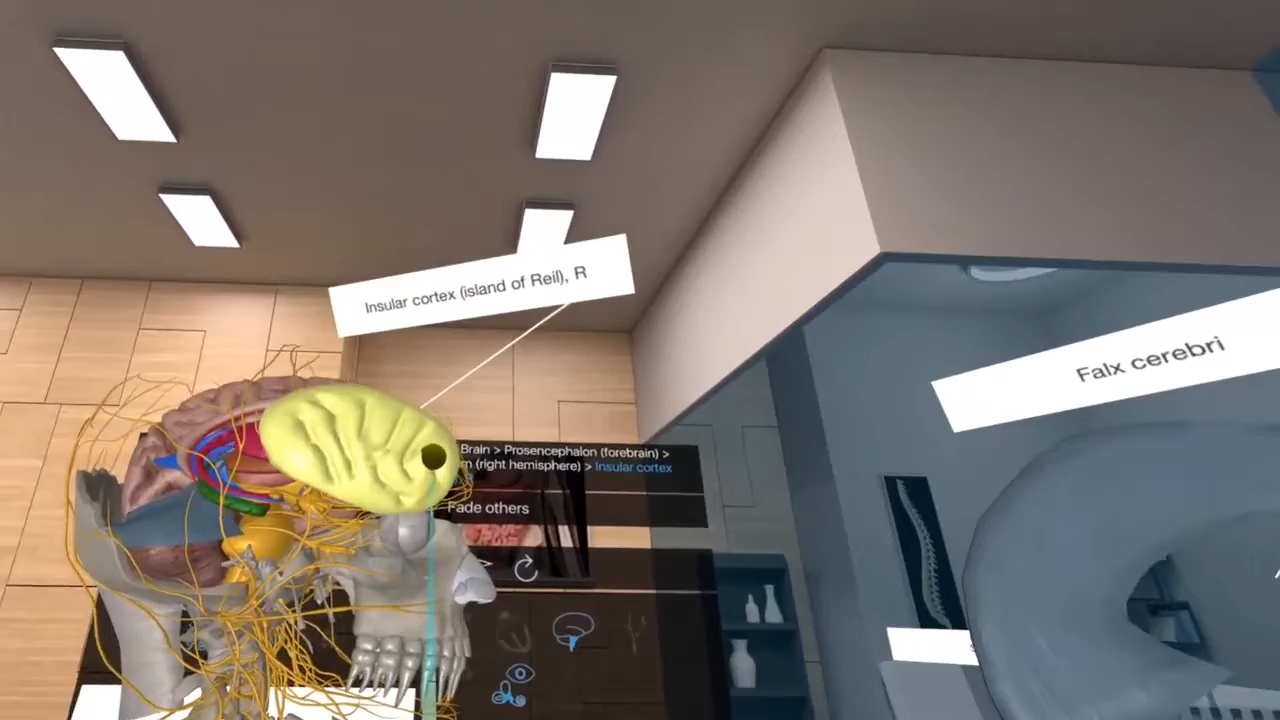 Insular cortex (island of Reil), R
Falx cerebri
Brain > Prosencephalon (forebrain) >
(right hemisphere) > Insular cortex
Fade others